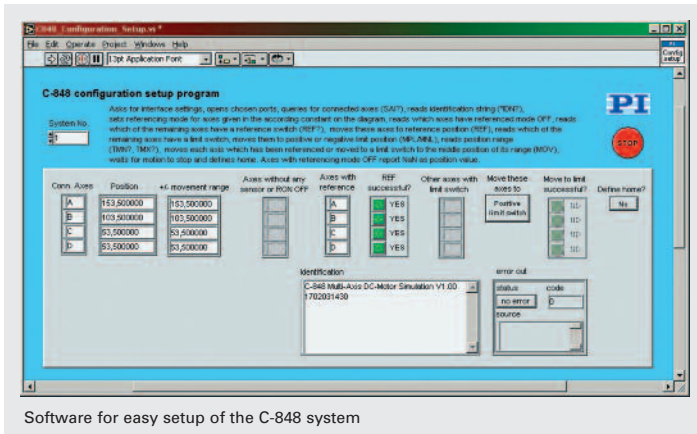 C-848 Configuration Setup.vi *
File Edit Operate Project Windows Help
13pt Application Font
PI
Config setup
C-848 configuration setup program
PI
Asks for interface settings, opens chosen ports, queries for connected axes (SAI?), reads identification string (*IDN?),
sets referencing mode for axes given in the according constant on the diagram, reads which axes have referenced mode OFF, reads
which of the remaining axes have a reference switch (REF?), moves these axes to reference position (REF), reads which of the
remaining axes have a limit switch, moves them to positive or negative limit position (MPL/MNL), reads position range
(TMN?, TMX?), moves each axis which has been referenced or moved to a limit switch to the middle position of its range (MOV),
waits for motion to stop and defines home. Axes with referencing mode OFF report NaN as position value.
System No.
1
STOP
Conn. Axes
Position
+/- movement range
Axes without any sensor or RON OFF
Axes with reference
REF successful?
Other axes with limit switch
Move these axes to
Move to limit successful?
Define home?
A 153,500000 153,500000 A YES Positive limit switch No
B 103,500000 103,500000 B YES
C 53,500000 53,500000 C YES
D 53,500000 53,500000 D YES
Identification
C-848 Multi-Axis DC-Motor Simulation V1.00
1702031430
error out
status code
no error 0
source
Software for easy setup of the C-848 system